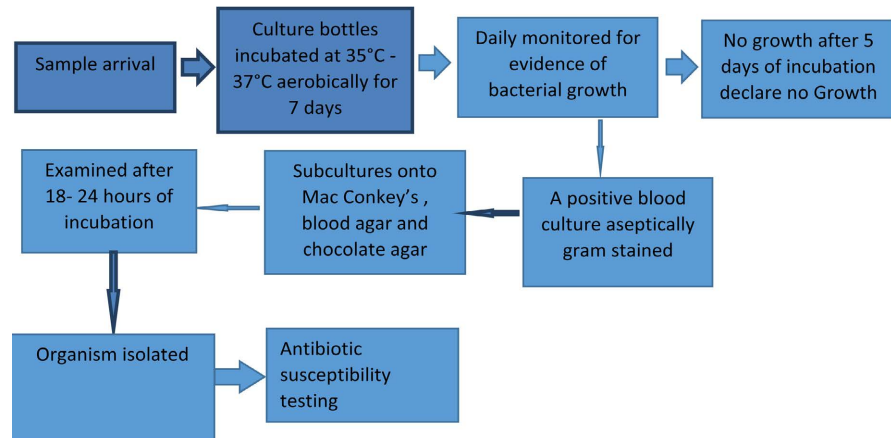 Sample arrival
Culture bottles
incubated at 35°C -
37°C aerobically for
7 days
Daily monitored for
evidence of
bacterial growth
No growth after 5
days of incubation
declare no Growth
A positive blood
culture aseptically
gram stained
Subcultures onto
Mac Conkey’s ,
blood agar and
chocolate agar
Examined after
18- 24 hours of
incubation
Organism isolated
Antibiotic
susceptibility
testing